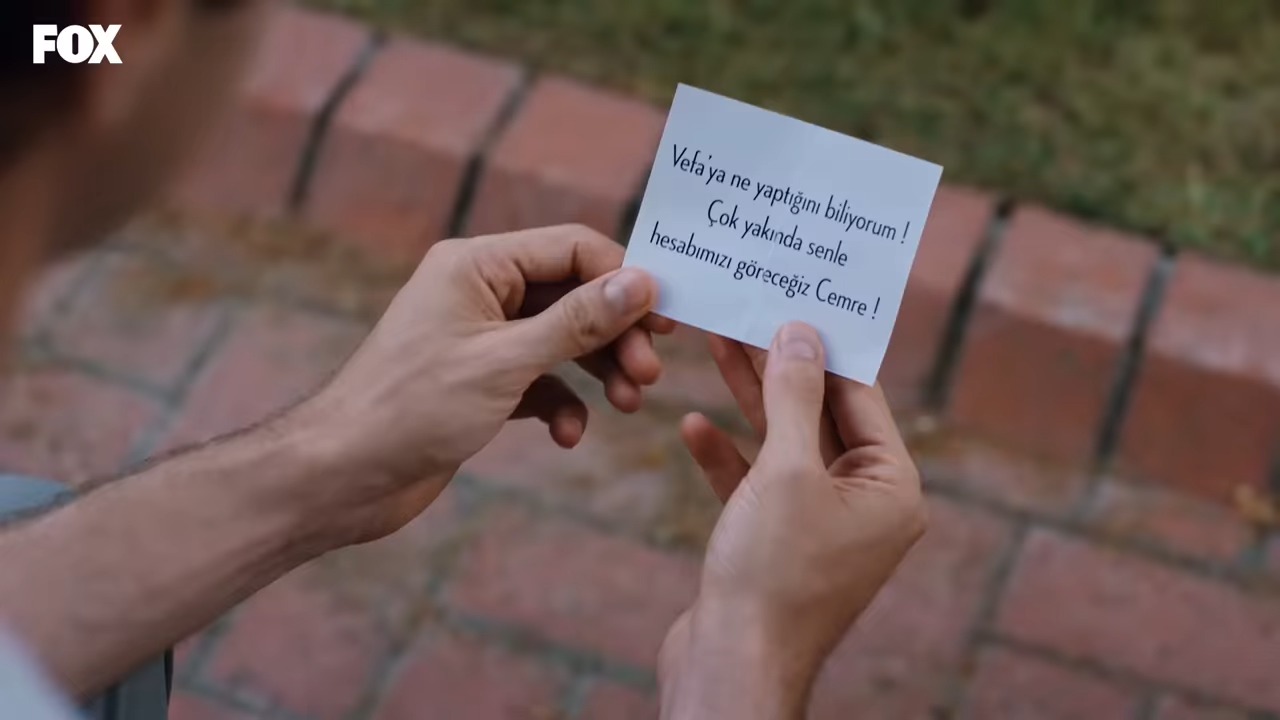 FOX
Vefa'ya ne yaptığını biliyorum !
Çok yakında senle
hesabımızı göreceğiz Cemre !